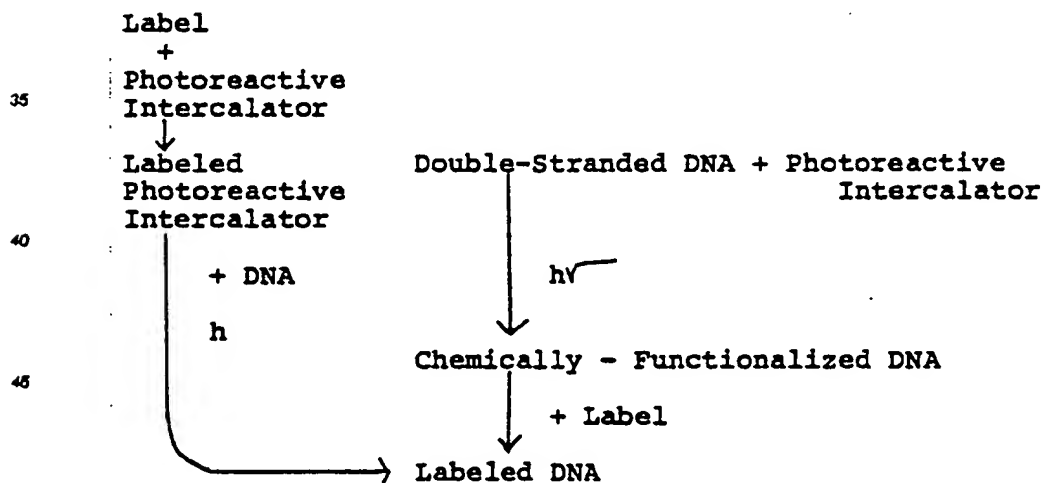 Label
+
Photoreactive
35
Intercalator
Labeled
Photoreactive
Intercalator
Double-Stranded DNA + Photoreactive
Intercalator
40
+ DNA
h
hν
Chemically - Functionalized DNA
45
+ Label
Labeled DNA